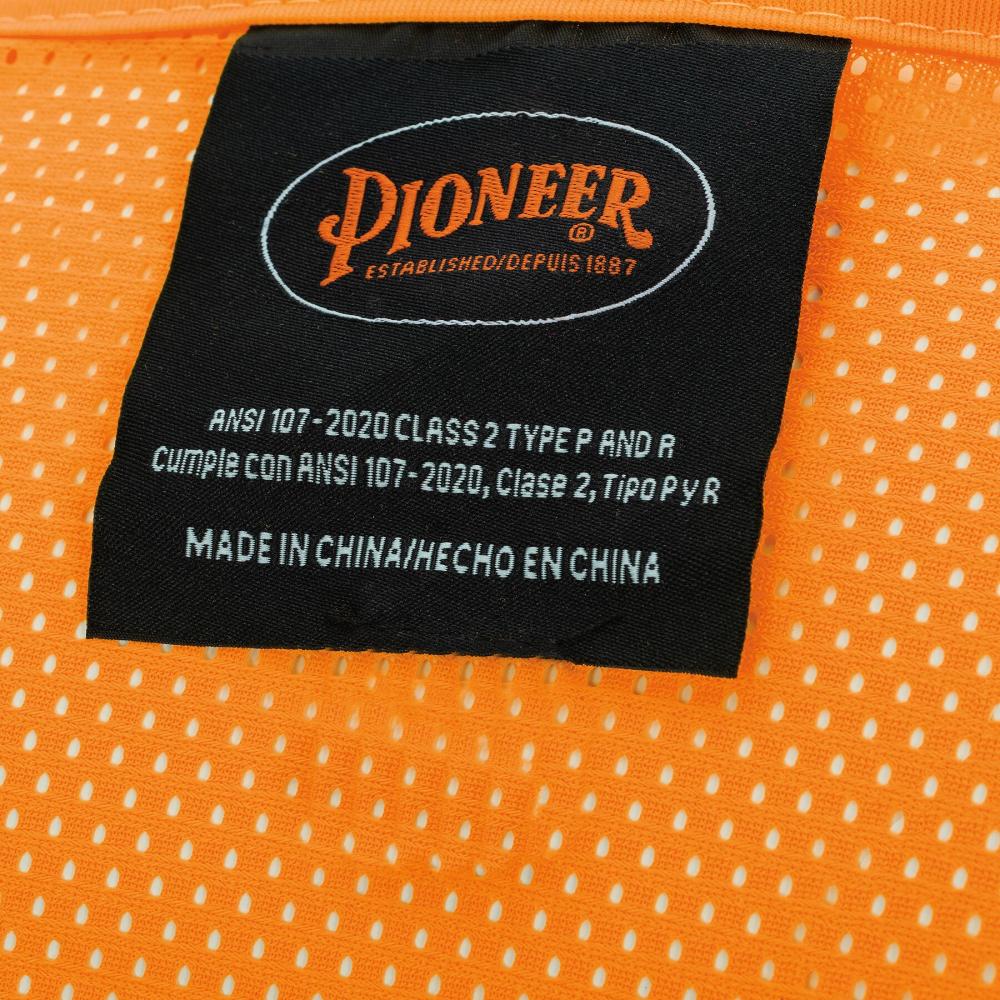 PIONEER®
ESTABLISHED/DEPUIS 1887
ANSI 107-2020 CLASS 2 TYPE P AND R
Cumple con ANSI 107-2020, Clase 2, Tipo P y R
MADE IN CHINA/HECHO EN CHINA